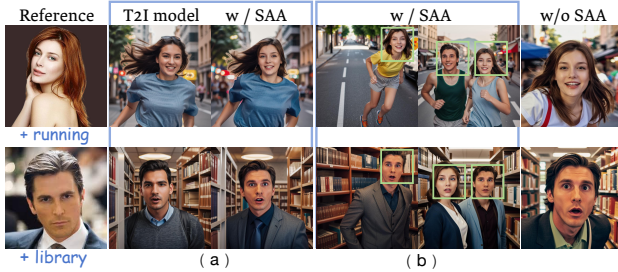 Reference T2I model w / SAA w / SAA w/o SAA
+ running
+ library
( a ) ( b )